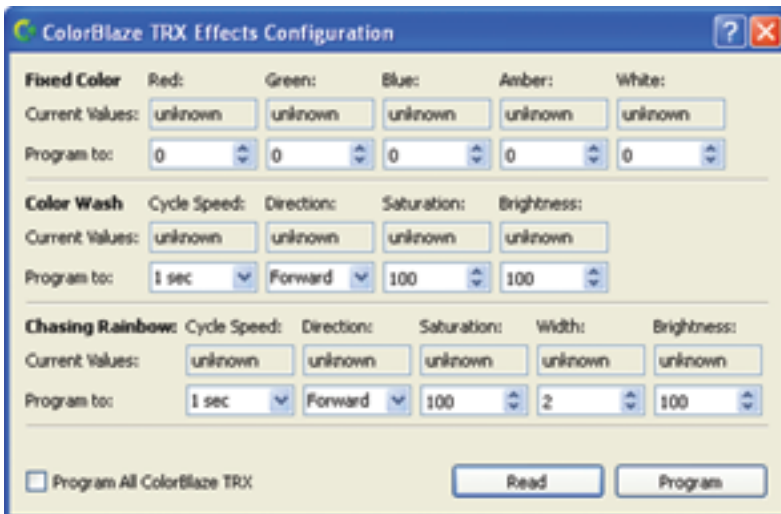 ColorBlaze TRX Effects Configuration
Fixed Color Red: Green: Blue: Amber: White:
Current Values: unknown unknown unknown unknown unknown
Program to: 0 0 0 0 0
Color Wash Cycle Speed: Direction: Saturation: Brightness:
Current Values: unknown unknown unknown
Program to: 1 sec Forward 100 100
Chasing Rainbow: Cycle Speed: Direction: Saturation: Width: Brightness:
Current Values: unknown unknown unknown unknown unknown
Program to: 1 sec Forward 100 2 100
Program All ColorBlaze TRX Read Program